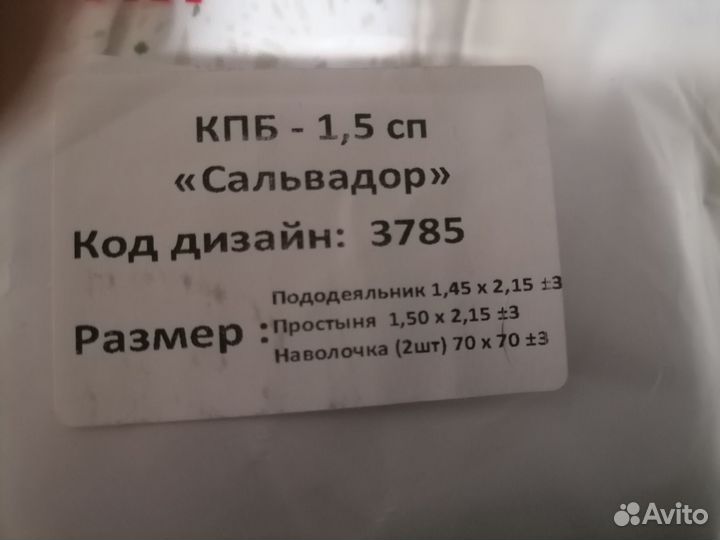 КПБ - 1,5 сп
«Сальвадор»
Код дизайн: 3785
Размер :
Пододеяльник 1,45 х 2,15 ±3
Простыня 1,50 х 2,15 ±3
Наволочка (2шт) 70 х 70 ±3
Avito